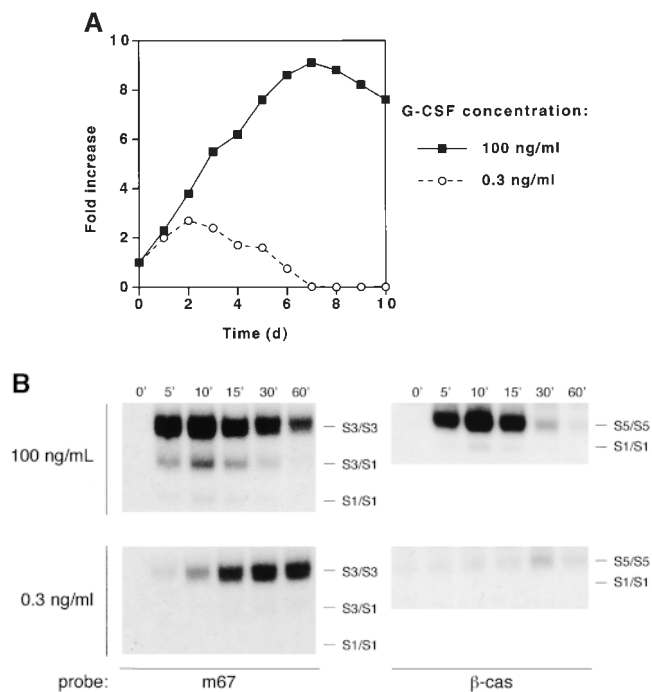 A
10
8
6
4
2
0
Fold increase
0 2 4 6 8 10
Time (d)
G-CSF concentration:
100 ng/ml
0.3 ng/ml
B
0' 5' 10' 15' 30' 60'
0' 5' 10' 15' 30' 60'
100 ng/mL
S3/S3
S3/S1
S1/S1
S5/S5
S1/S1
0.3 ng/ml
S3/S3
S3/S1
S1/S1
S5/S5
S1/S1
probe: m67 β-cas